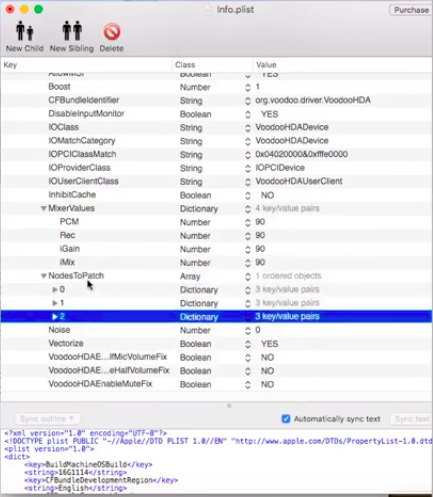 Info.plist
Purchase
New Child New Sibling Delete
Key Class Value
AllowMSI Boolean YES
Boost Number 1
CFBundleIdentifier String org.voodoo.driver.VoodooHDA
DisableInputMonitor Boolean YES
IOClass String VoodooHDADevice
IOMatchCategory String VoodooHDADevice
IOPCIClassMatch String 0x04020000&0xfffe0000
IOProviderClass String IOPCIDevice
IOUserClientClass String VoodooHDAUserClient
InhibitCache Boolean NO
MixerValues Dictionary 4 key/value pairs
PCM Number 90
Rec Number 90
iGain Number 90
iMix Number 90
NodesToPatch Array 1 ordered objects
0 Dictionary 3 key/value pairs
1 Dictionary 3 key/value pairs
2 Dictionary 3 key/value pairs
Noise Number 0
Vectorize Boolean YES
VoodooHDAE...lfMicVolumeFix Boolean NO
VoodooHDAE...eHalfVolumeFix Boolean NO
VoodooHDAEnableMuteFix Boolean NO
Sync outline ↑ Automatically sync text Sync text
<?xml version="1.0" encoding="UTF-8"?>
<!DOCTYPE plist PUBLIC "-//Apple//DTD PLIST 1.0//EN" "http://www.apple.com/DTDs/PropertyList-1.0.dtd
<plist version="1.0">
<dict>
<key>BuildMachineOSBuild</key>
<string>16G1114</string>
<key>CFBundleDevelopmentRegion</key>
<string>English</string>